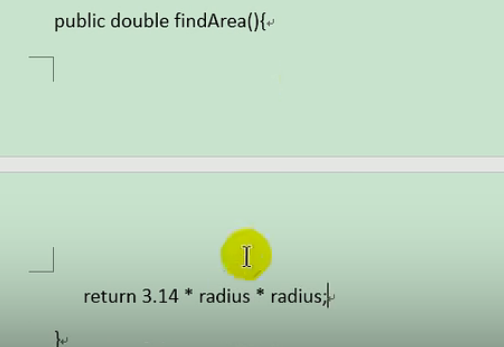 public double findArea(){
return 3.14 * radius * radius;
}